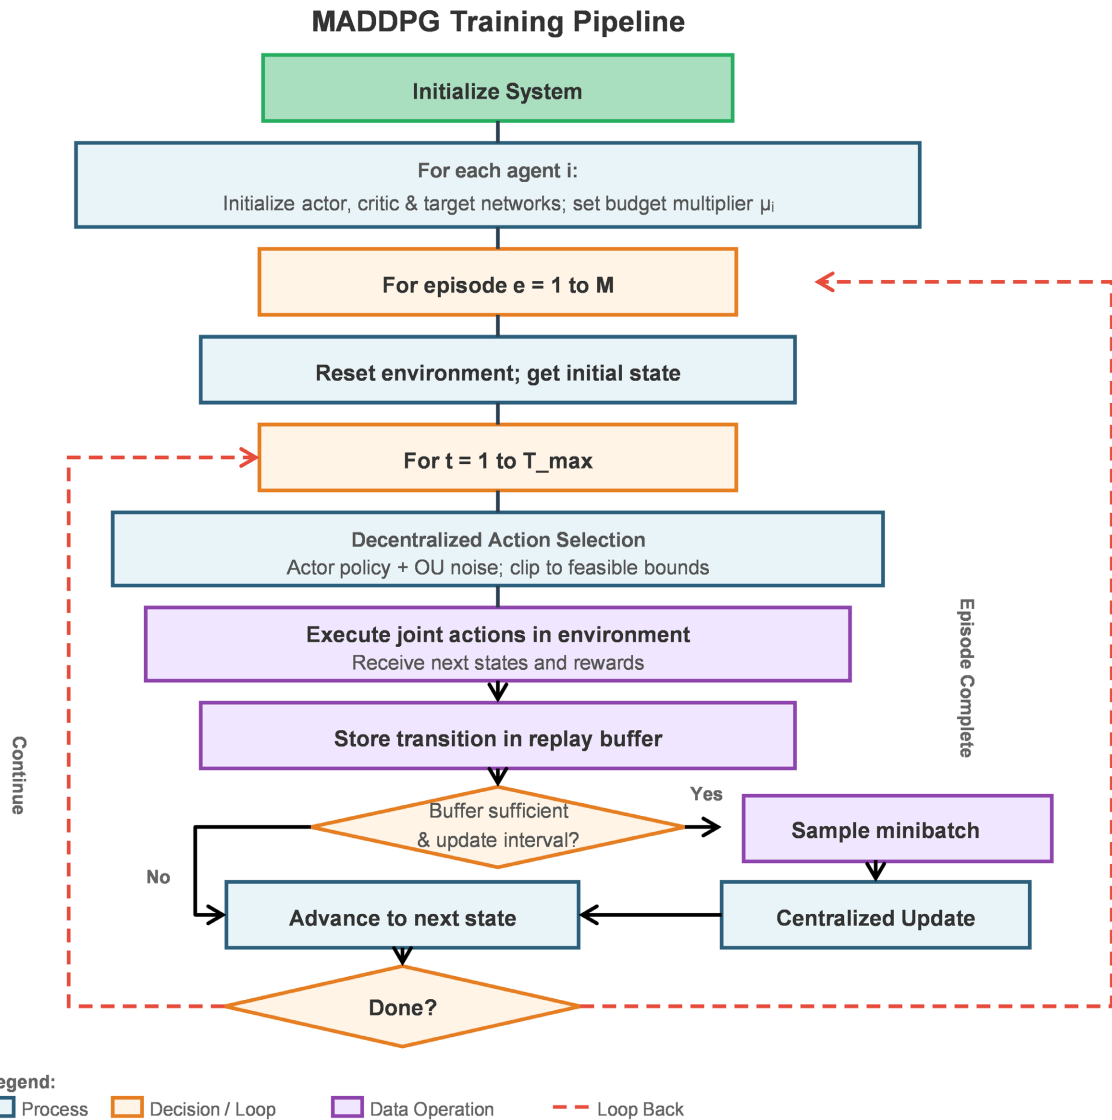 MADDPG Training Pipeline
Initialize System
For each agent i:
Initialize actor, critic & target networks; set budget multiplier μᵢ
For episode e = 1 to M
Reset environment; get initial state
For t = 1 to T_max
Decentralized Action Selection
Actor policy + OU noise; clip to feasible bounds
Execute joint actions in environment
Receive next states and rewards
Episode Complete
Store transition in replay buffer
Continue
Buffer sufficient
& update interval?
Yes
Sample minibatch
No
Advance to next state
Centralized Update
Done?
egend:
Process
Decision / Loop
Data Operation
Loop Back